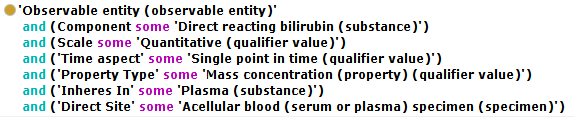 'Observable entity (observable entity)'
and (Component some 'Direct reacting bilirubin (substance)')
and (Scale some 'Quantitative (qualifier value)')
and ('Time aspect' some 'Single point in time (qualifier value)')
and ('Property Type' some 'Mass concentration (property) (qualifier value)')
and ('Inheres In' some 'Plasma (substance)')
and ('Direct Site' some 'Acellular blood (serum or plasma) specimen (specimen)')